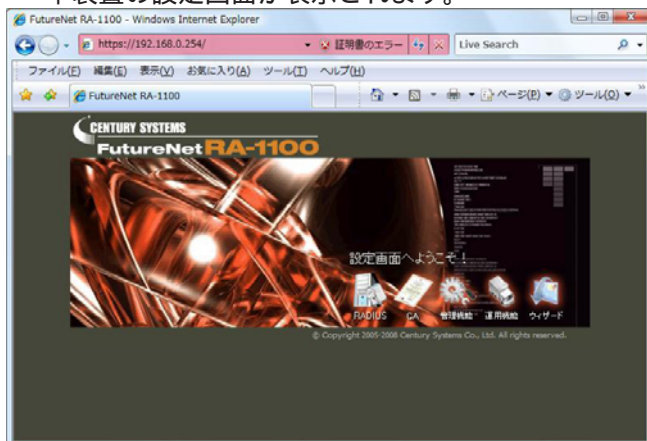 本装置の設定画面が表示されます。
FutureNet RA-1100 - Windows Internet Explorer
https://192.168.0.254/ 証明書のエラー Live Search
ファイル(F) 編集(E) 表示(V) お気に入り(A) ツール(T) ヘルプ(H)
FutureNet RA-1100 ページ(P) ツール(O)
CENTURY SYSTEMS
FutureNet RA-1100
設定画面へようこそ！
RADIUS CA 管理機能 運用機能 ウィザード
© Copyright 2005-2008 Century Systems Co., Ltd. All rights reserved.